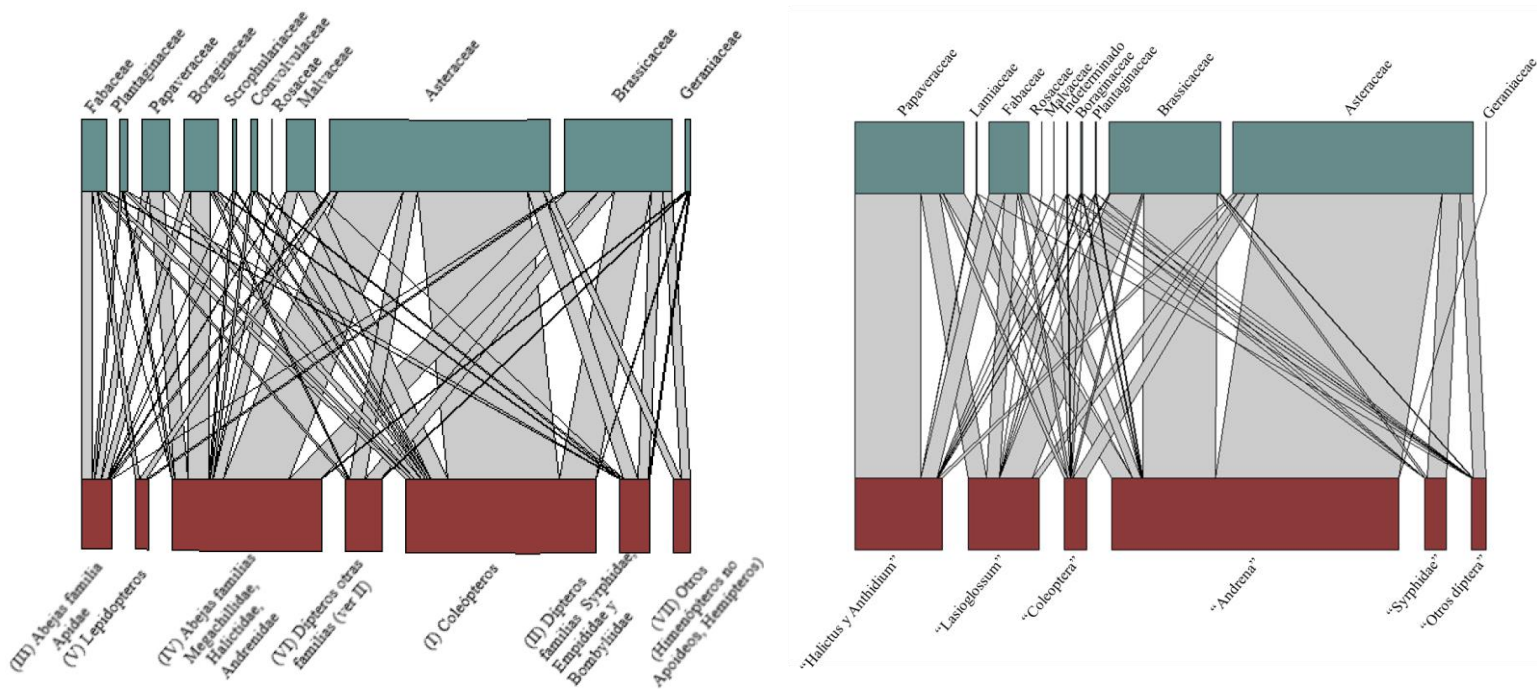 Fabaceae
Plantaginaceae
Papaveraceae
Boraginaceae
Scrophulariaceae
Convolvulaceae
Rosaceae
Malvaceae
Asteraceae
Brassicaceae
Geraniaceae
(III) Abejas familia
Apidae
(V) Lepidopteros
(IV) Abejas familias
Megachillidae,
Halictidae,
Andrenidae
(VI) Dipteros otras
familias (ver II)
(I) Coleópteros
(II) Dipteros
familias Syrphidae,
Empididae y
Bombyliidae
(VII) Otros
(Himenópteros no
Apoideos, Hemípteros)
Papaveraceae
Lamiaceae
Fabaceae
Rosaceae
Malvaceae
Indeterminado
Boraginaceae
Plantaginaceae
Brassicaceae
Asteraceae
Geraniaceae
“Halictus y Anthidium”
“Lasioglossum”
“Coleoptera”
“Andrena”
“Syrphidae”
“Otros diptera”